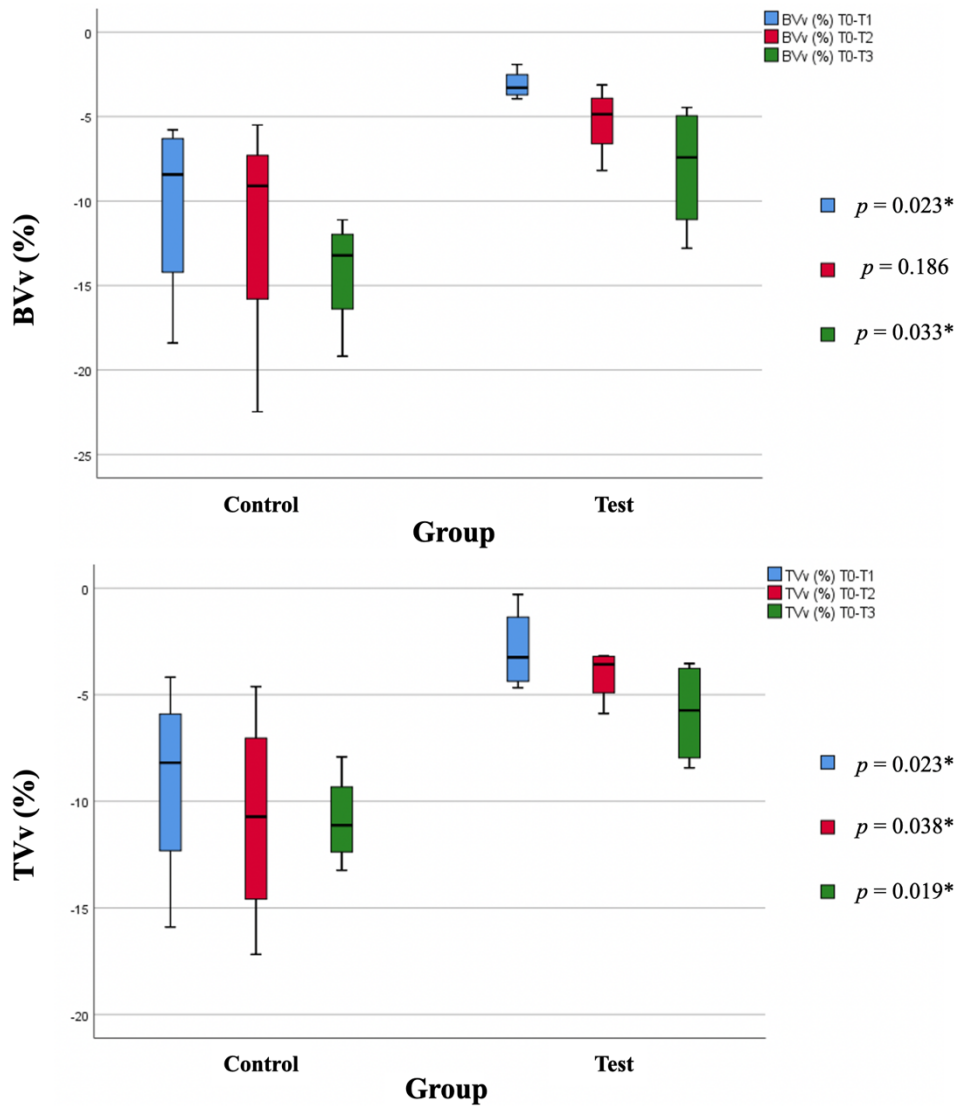 BVv (%) T0-T1
BVv (%) T0-T2
BVv (%) T0-T3
0
-5
-10
-15
-20
-25
BVv (%)
p = 0.023*
p = 0.186
p = 0.033*
Control
Test
Group
TVv (%) T0-T1
TVv (%) T0-T2
TVv (%) T0-T3
0
-5
-10
-15
-20
TVv (%)
p = 0.023*
p = 0.038*
p = 0.019*
Control
Test
Group